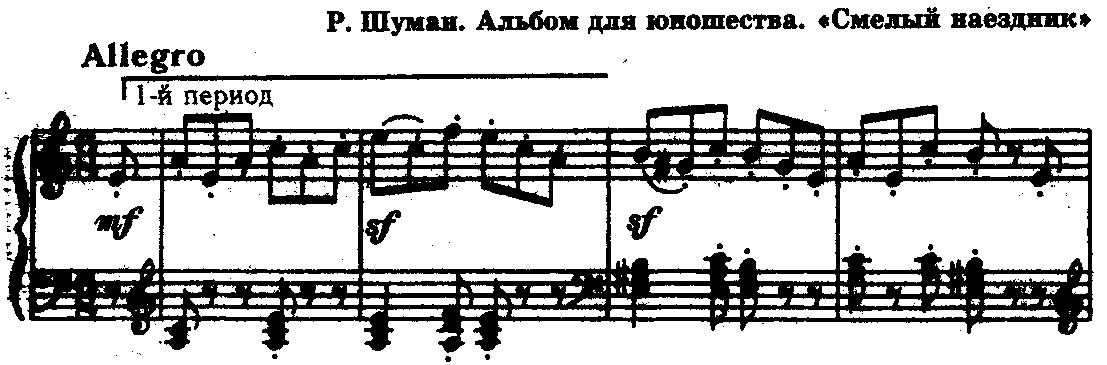 Р. Шуман. Альбом для юношества. «Смелый наездник»
Allegro
1-й период
mf sf sf